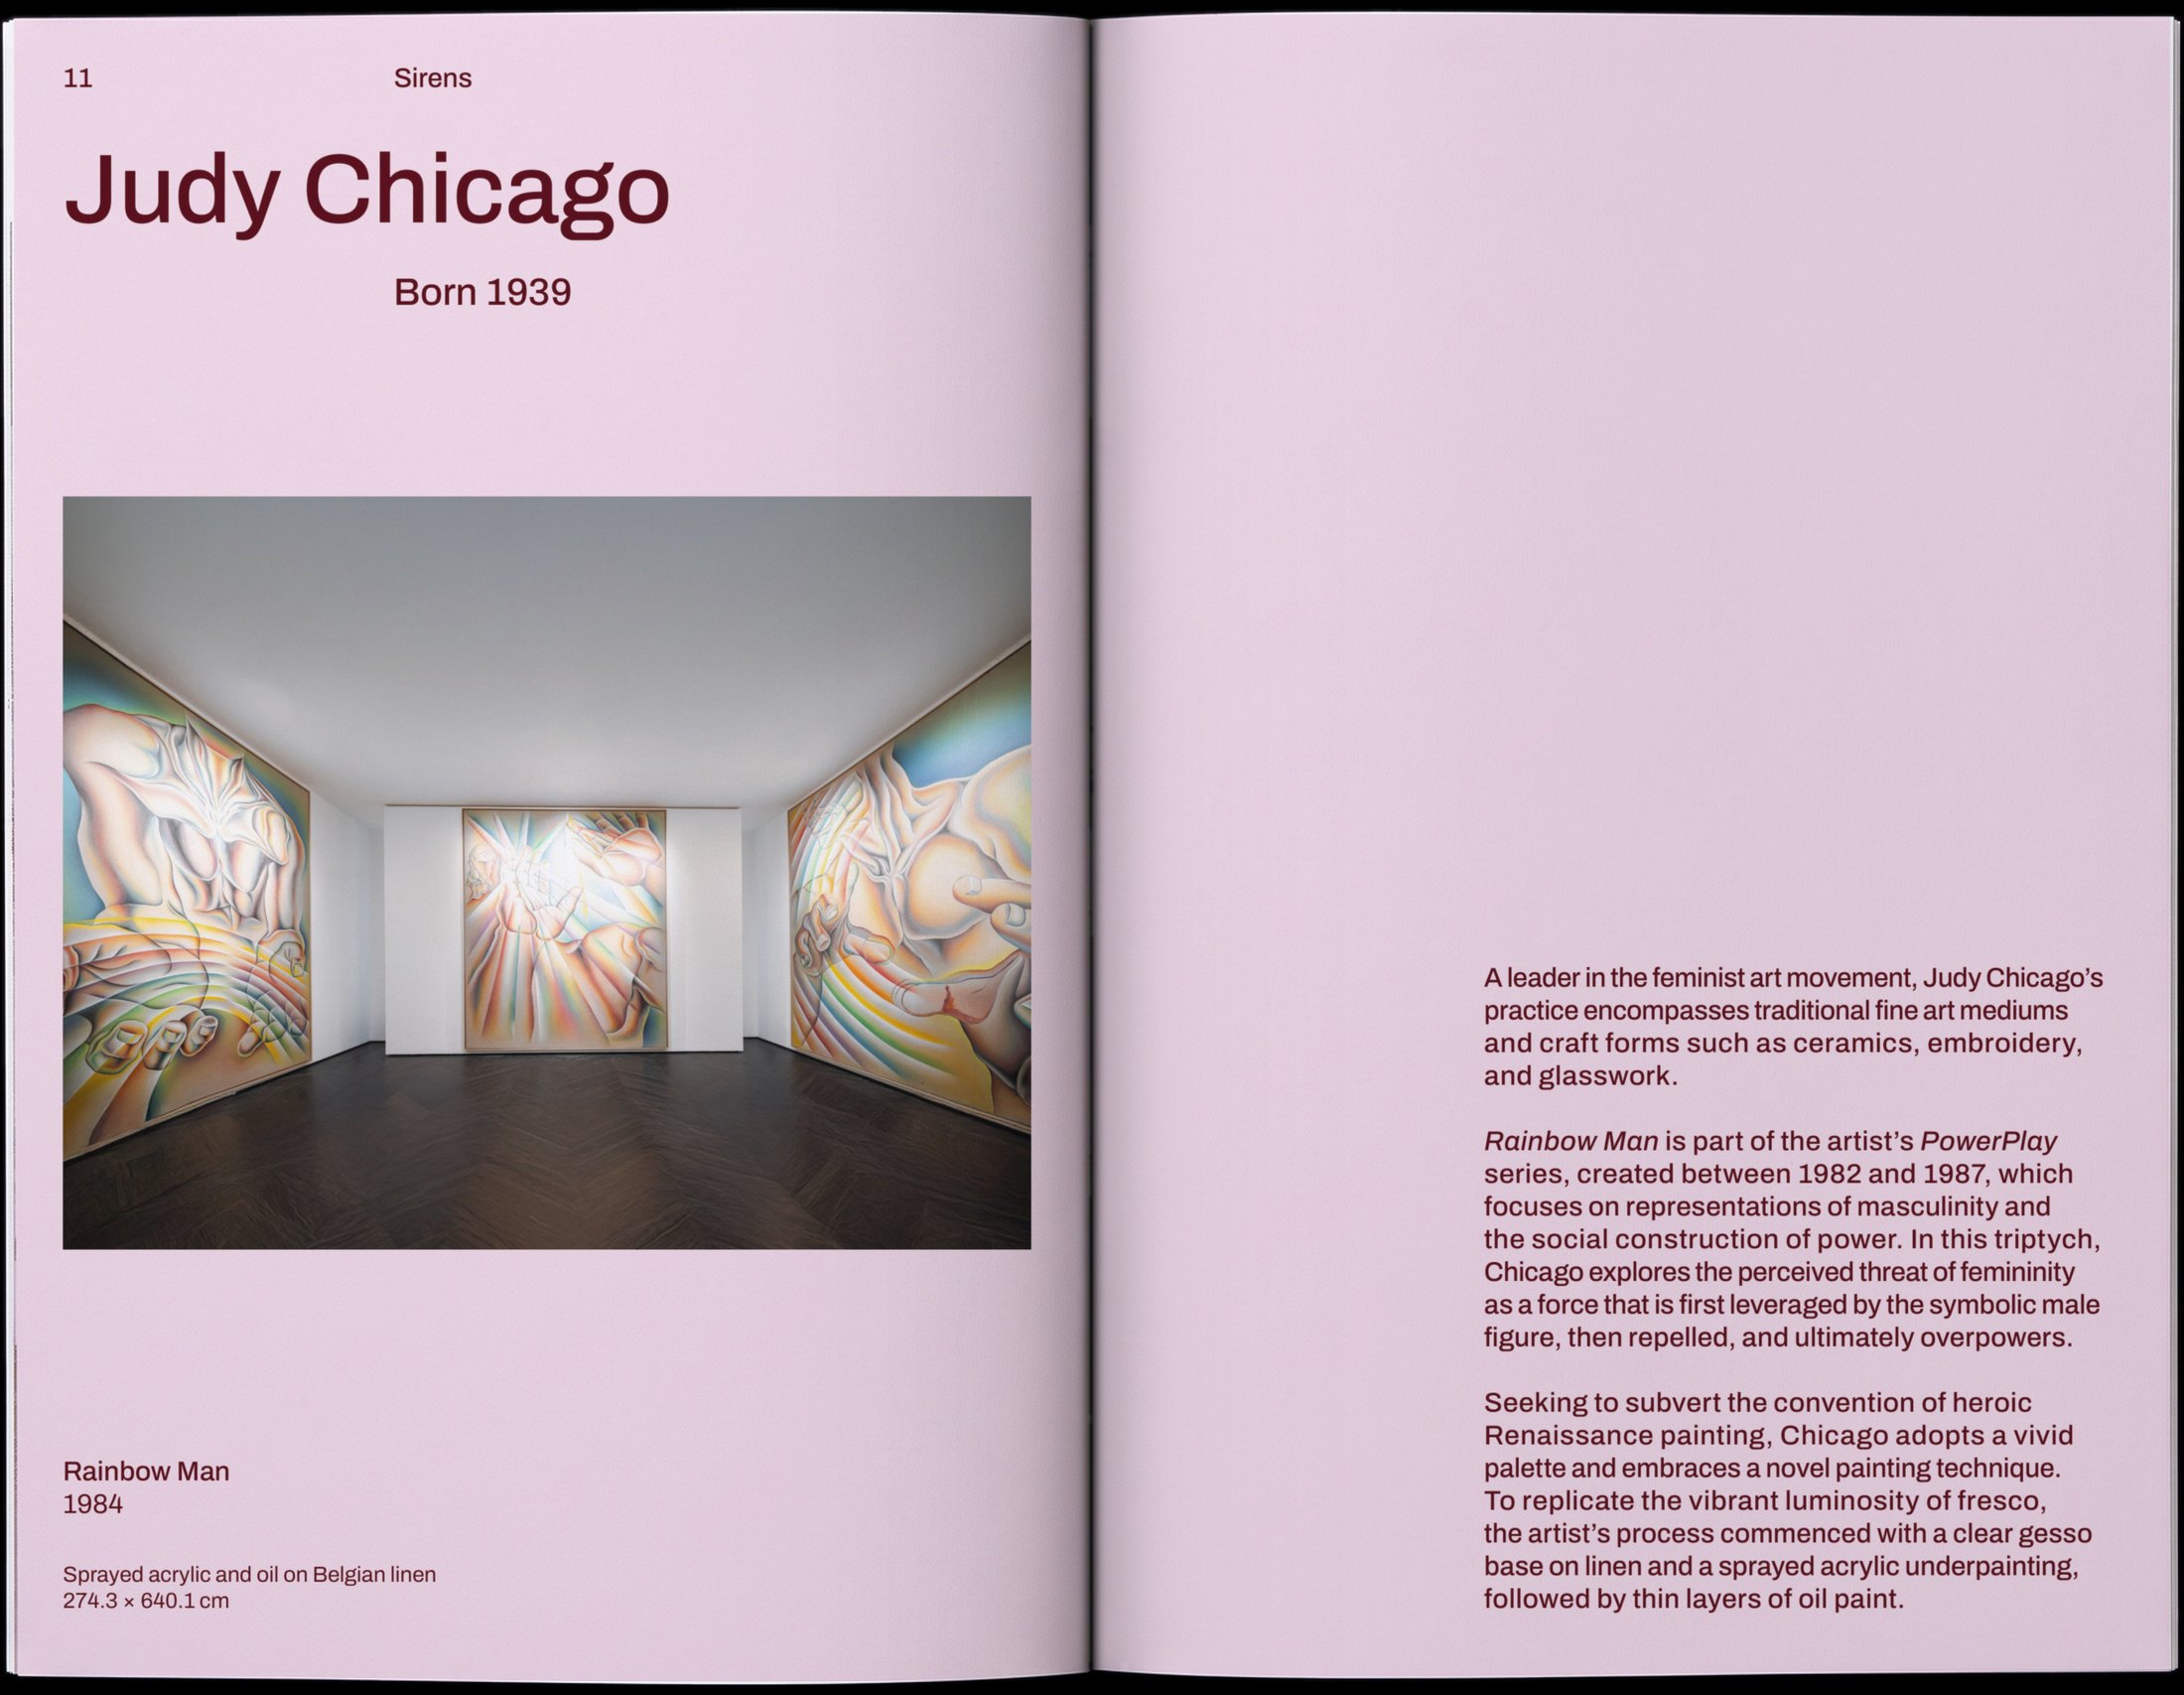 11
Sirens
Judy Chicago
Born 1939
Rainbow Man
1984
Sprayed acrylic and oil on Belgian linen
274.3 × 640.1 cm
A leader in the feminist art movement, Judy Chicago’s
practice encompasses traditional fine art mediums
and craft forms such as ceramics, embroidery,
and glasswork.
Rainbow Man is part of the artist’s PowerPlay
series, created between 1982 and 1987, which
focuses on representations of masculinity and
the social construction of power. In this triptych,
Chicago explores the perceived threat of femininity
as a force that is first leveraged by the symbolic male
figure, then repelled, and ultimately overpowers.
Seeking to subvert the convention of heroic
Renaissance painting, Chicago adopts a vivid
palette and embraces a novel painting technique.
To replicate the vibrant luminosity of fresco,
the artist’s process commenced with a clear gesso
base on linen and a sprayed acrylic underpainting,
followed by thin layers of oil paint.